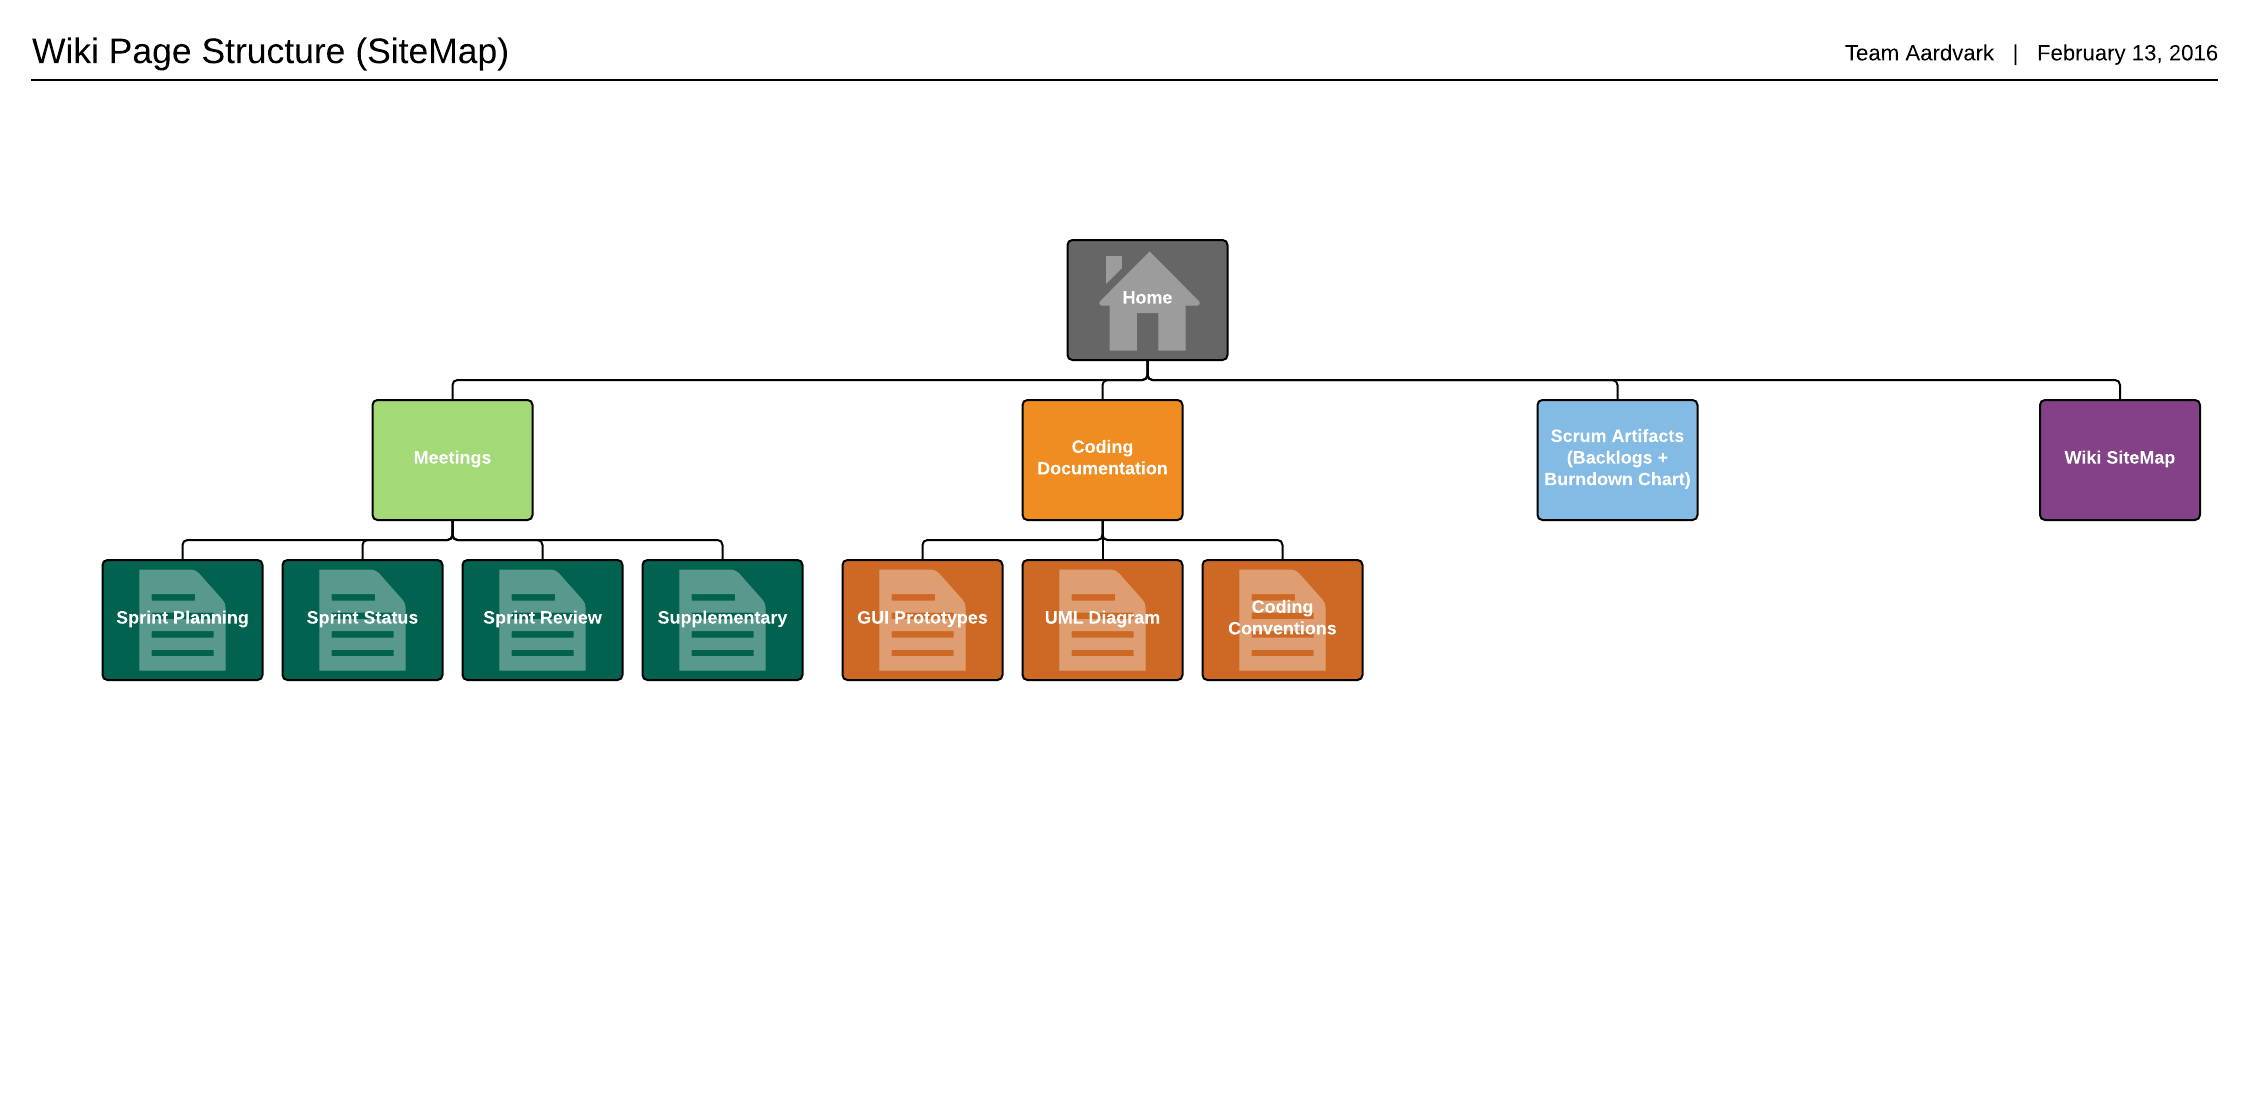 Wiki Page Structure (SiteMap)
Team Aardvark | February 13, 2016
Home
Meetings
Coding
Documentation
Scrum Artifacts
(Backlogs +
Burndown Chart)
Wiki SiteMap
Sprint Planning
Sprint Status
Sprint Review
Supplementary
GUI Prototypes
UML Diagram
Coding
Conventions